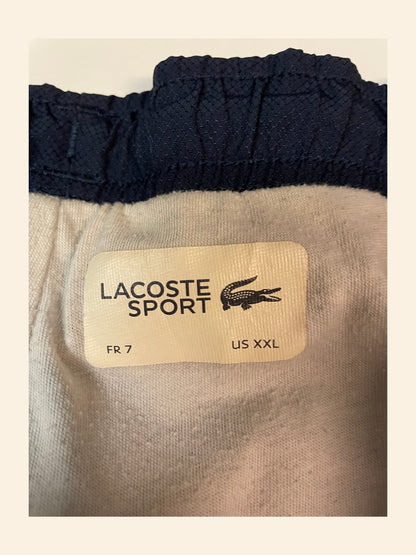 LACOSTE
SPORT
FR 7
US XXL